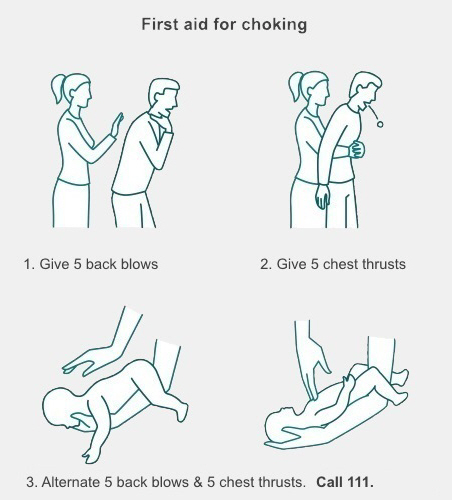 First aid for choking
1. Give 5 back blows
2. Give 5 chest thrusts
3. Alternate 5 back blows & 5 chest thrusts. Call 111.